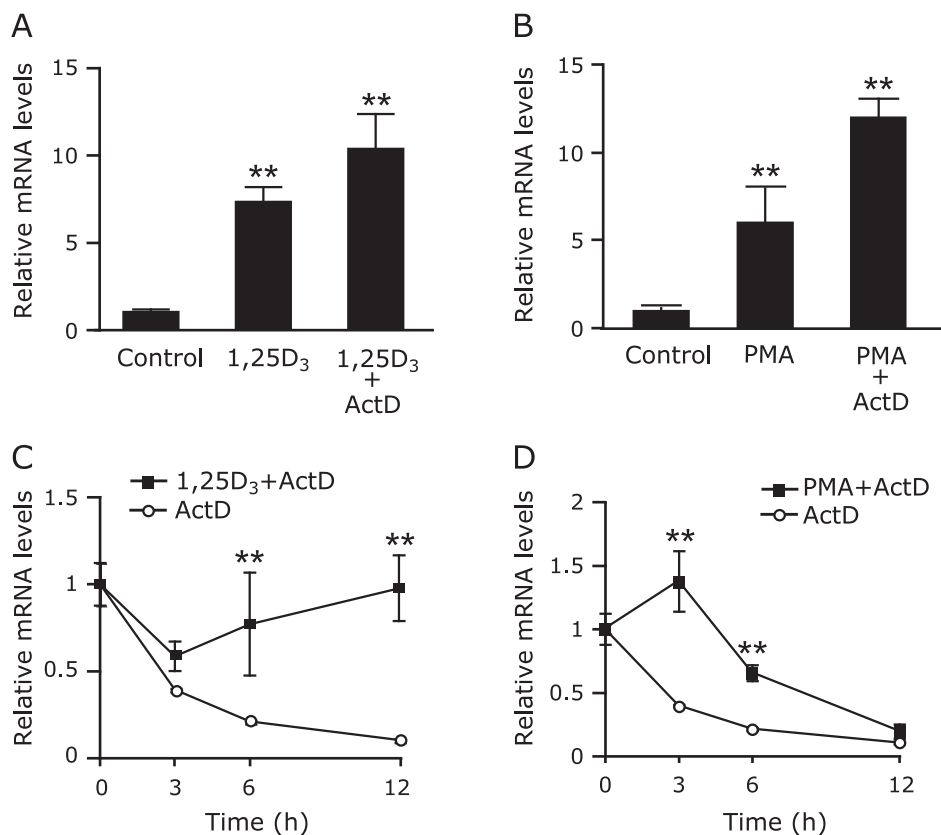 A
Relative mRNA levels
15
10
5
0
**
**
Control
1,25D₃
1,25D₃
+
ActD
B
Relative mRNA levels
15
10
5
0
**
**
Control
PMA
PMA
+
ActD
C
1,25D₃+ActD
ActD
Relative mRNA levels
1.5
1
0.5
0
**
**
0
3
6
12
Time (h)
D
PMA+ActD
ActD
Relative mRNA levels
2
1.5
1
0.5
0
**
**
0
3
6
12
Time (h)